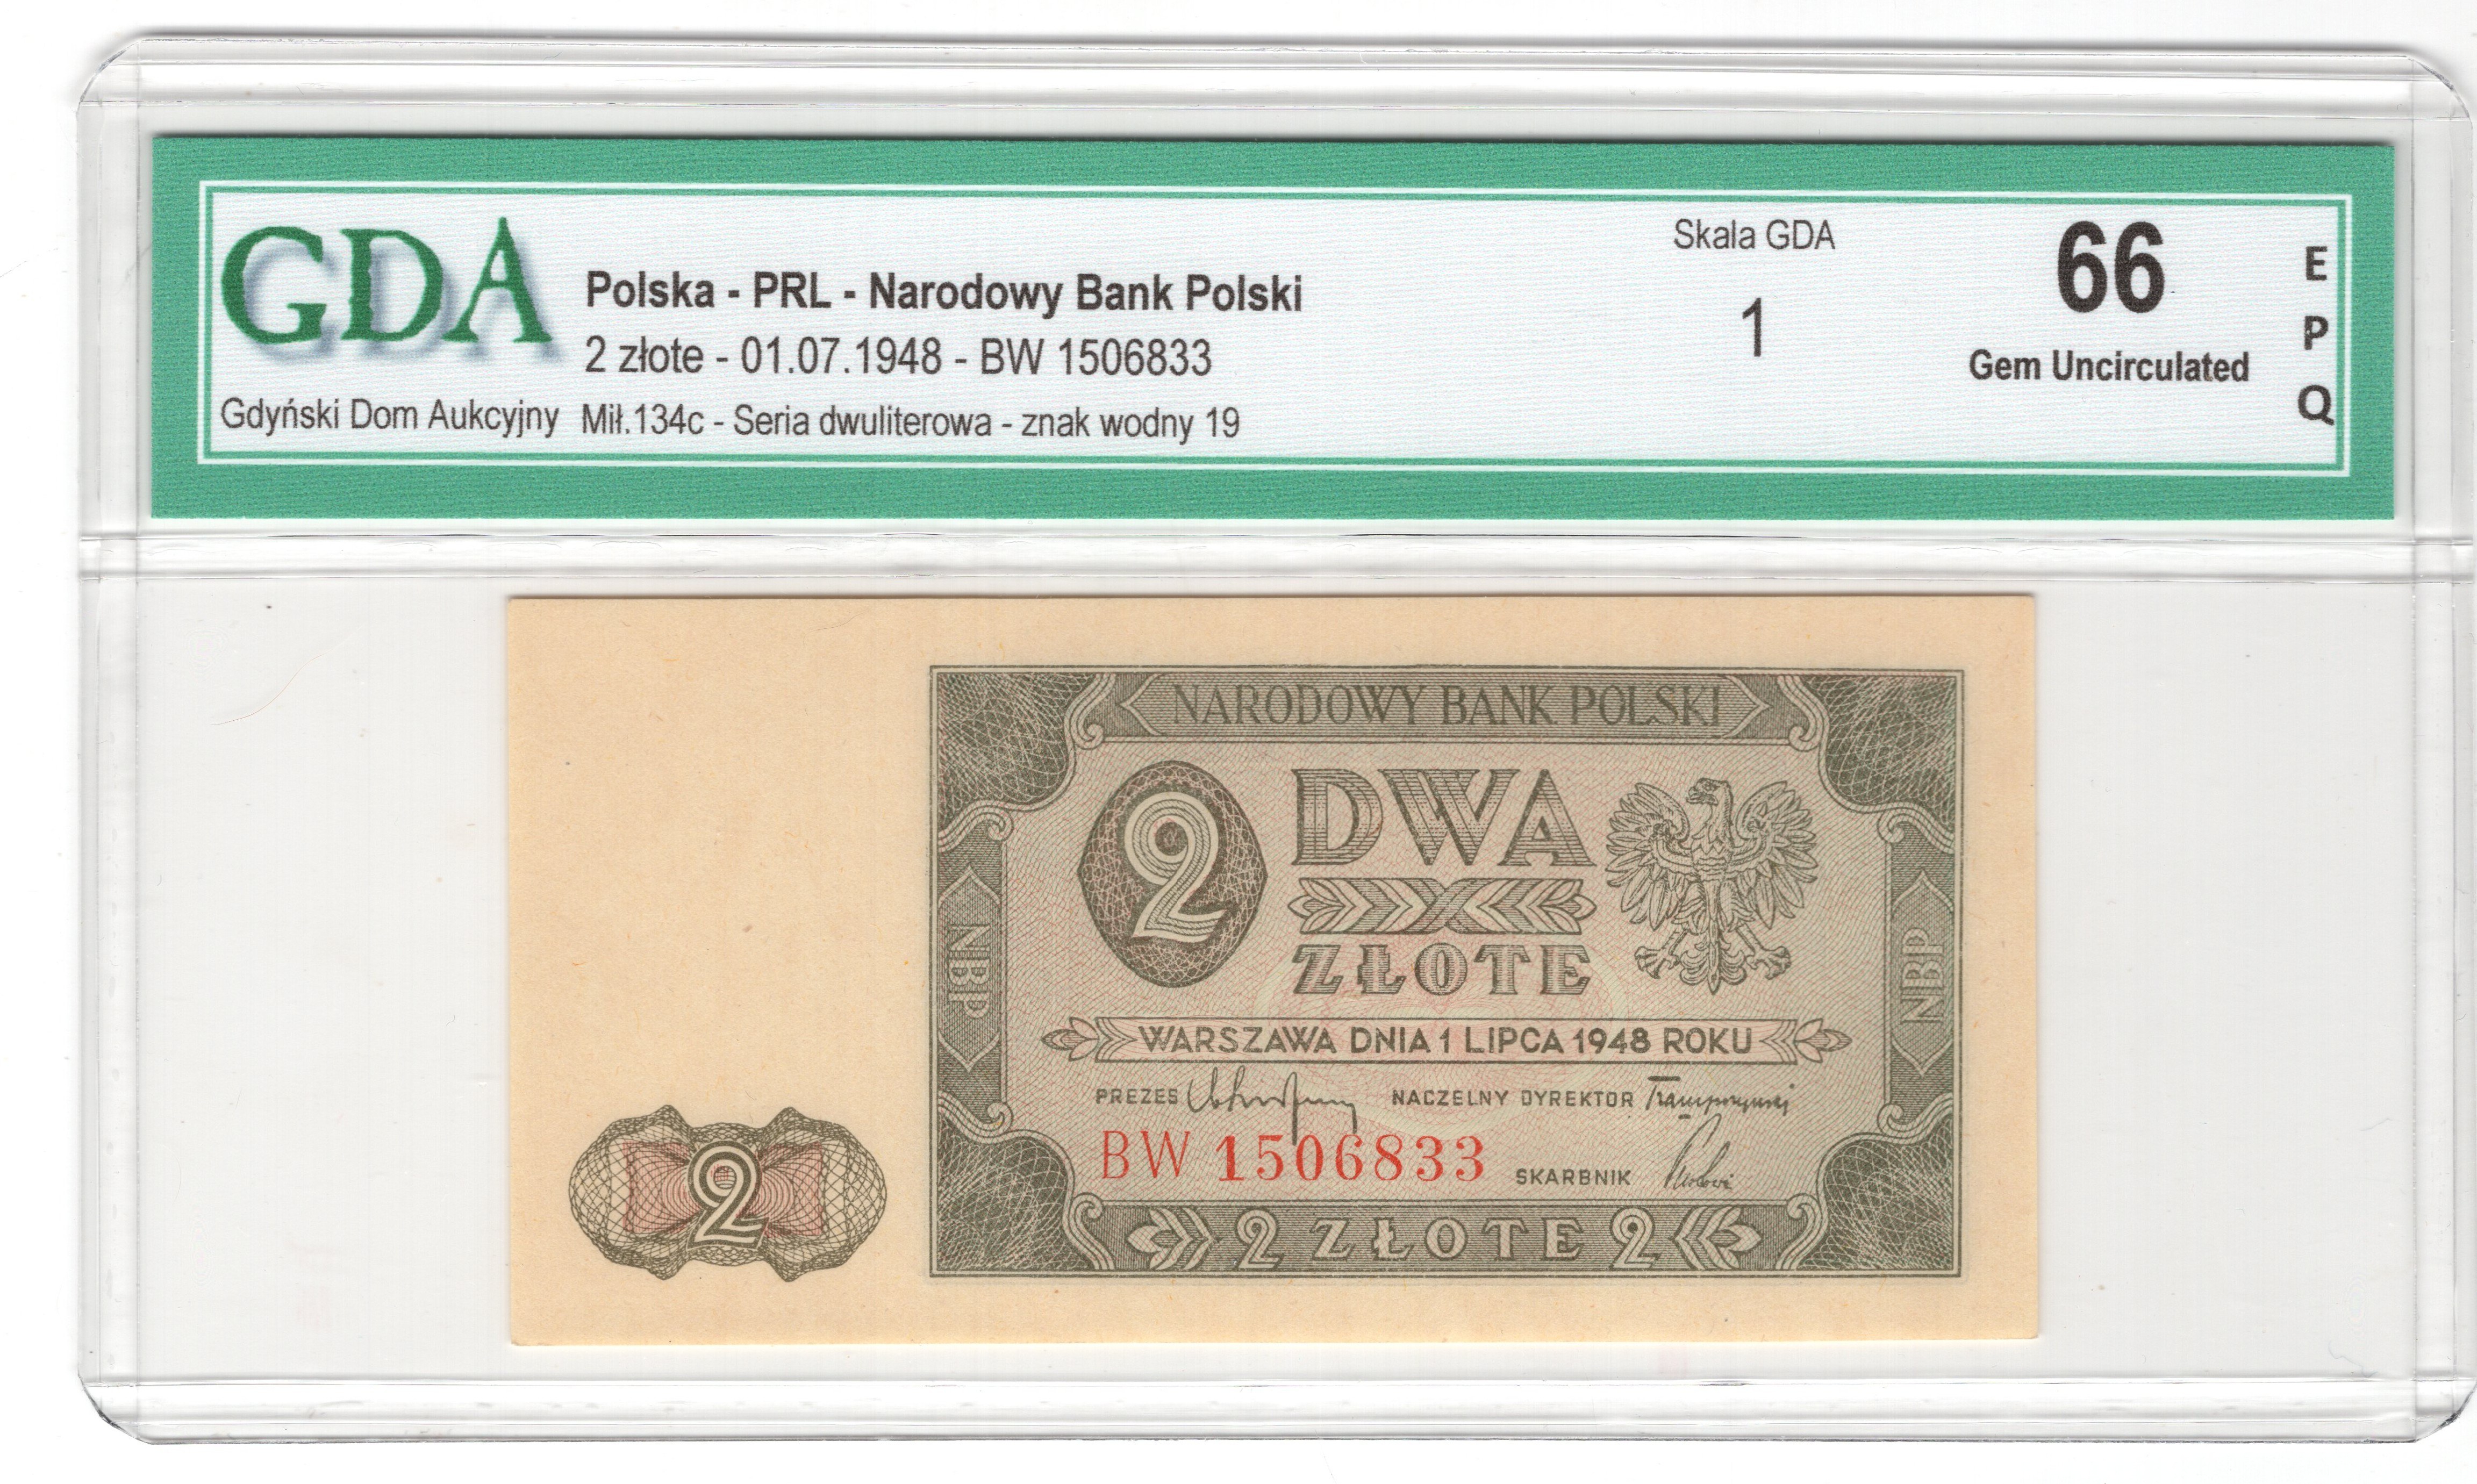 GDA
Gdyński Dom Aukcyjny
Polska - PRL - Narodowy Bank Polski
2 złote - 01.07.1948 - BW 1506833
Mił.134c - Seria dwuliterowa - znak wodny 19
Skala GDA
1
66
Gem Uncirculated
E
P
Q
NARODOWY BANK POLSKI
2
DWA
ZŁOTE
NBP
NBP
WARSZAWA DNIA 1 LIPCA 1948 ROKU
PREZES NACZELNY DYREKTOR
BW 1506833 SKARBNIK
2
2 ZŁOTE 2